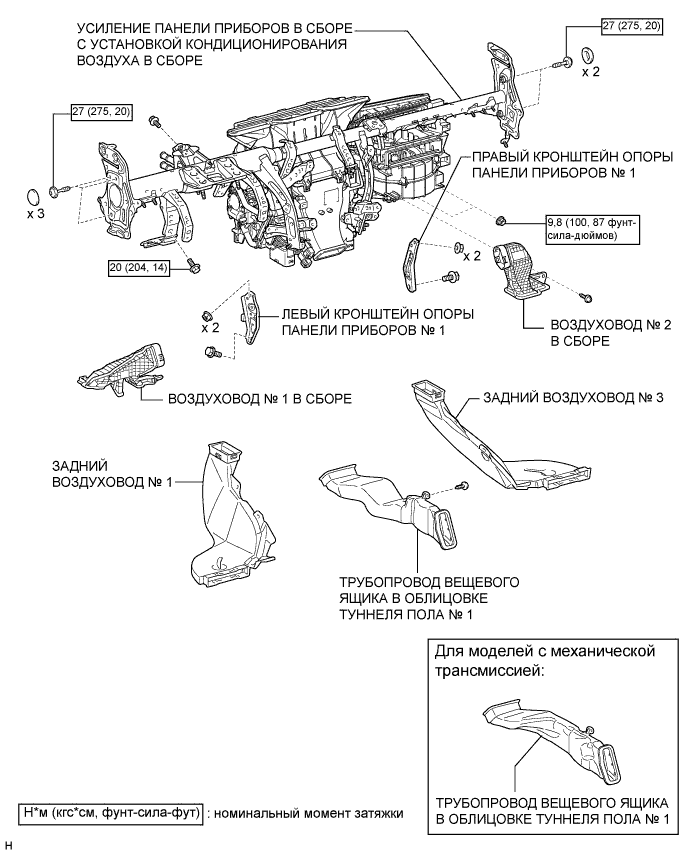 УСИЛЕНИЕ ПАНЕЛИ ПРИБОРОВ В СБОРЕ
С УСТАНОВКОЙ КОНДИЦИОНИРОВАНИЯ
ВОЗДУХА В СБОРЕ
27 (275, 20)
x 2
27 (275, 20)
x 3
ПРАВЫЙ КРОНШТЕЙН ОПОРЫ
ПАНЕЛИ ПРИБОРОВ № 1
9,8 (100, 87 фунт-
сила-дюймов)
x 2
20 (204, 14)
ЛЕВЫЙ КРОНШТЕЙН ОПОРЫ
ПАНЕЛИ ПРИБОРОВ № 1
x 2
ВОЗДУХОВОД № 2
В СБОРЕ
ВОЗДУХОВОД № 1 В СБОРЕ
ЗАДНИЙ ВОЗДУХОВОД № 3
ЗАДНИЙ
ВОЗДУХОВОД № 1
ТРУБОПРОВОД ВЕЩЕВОГО
ЯЩИКА В ОБЛИЦОВКЕ
ТУННЕЛЯ ПОЛА № 1
Для моделей с механической
трансмиссией:
ТРУБОПРОВОД ВЕЩЕВОГО ЯЩИКА
В ОБЛИЦОВКЕ ТУННЕЛЯ ПОЛА № 1
Н*м (кгс*см, фунт-сила-фут) : номинальный момент затяжки
H